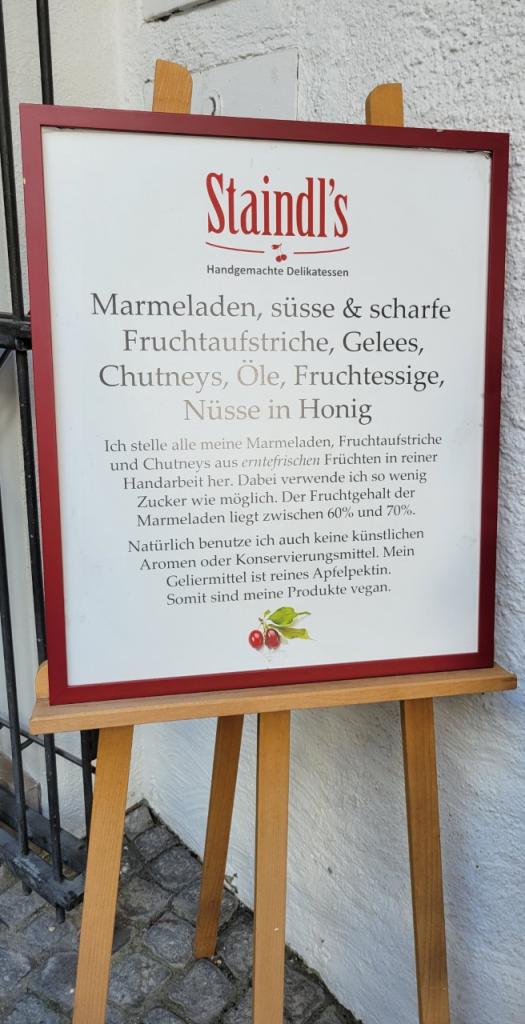 Staindl's
Handgemachte Delikatessen
Marmeladen, süsse & scharfe
Fruchtaufstriche, Gelees,
Chutneys, Öle, Fruchtessige,
Nüsse in Honig
Ich stelle alle meine Marmeladen, Fruchtaufstriche
und Chutneys aus erntefrischen Früchten in reiner
Handarbeit her. Dabei verwende ich so wenig
Zucker wie möglich. Der Fruchtgehalt der
Marmeladen liegt zwischen 60% und 70%.
Natürlich benutze ich auch keine künstlichen
Aromen oder Konservierungsmittel. Mein
Geliermittel ist reines Apfelpektin.
Somit sind meine Produkte vegan.